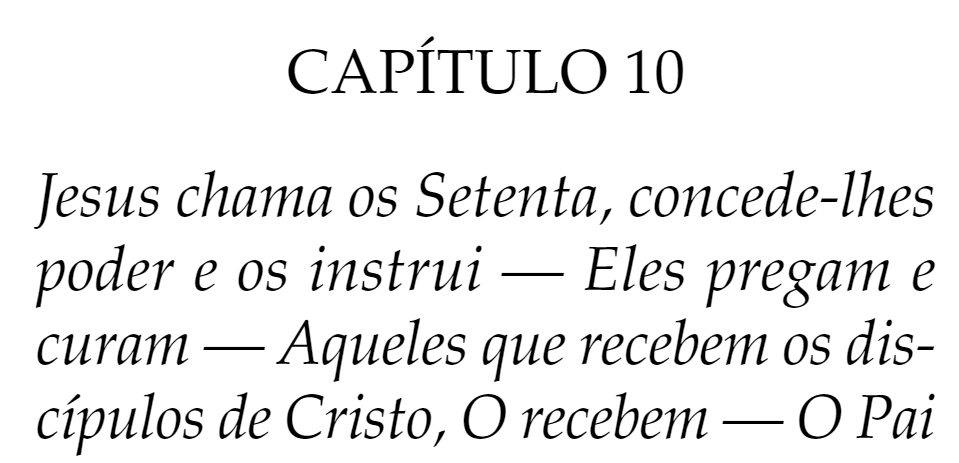 CAPÍTULO 10
Jesus chama os Setenta, concede-lhes
poder e os instrui — Eles pregam e
curam — Aqueles que recebem os dis-
cípulos de Cristo, O recebem — O Pai